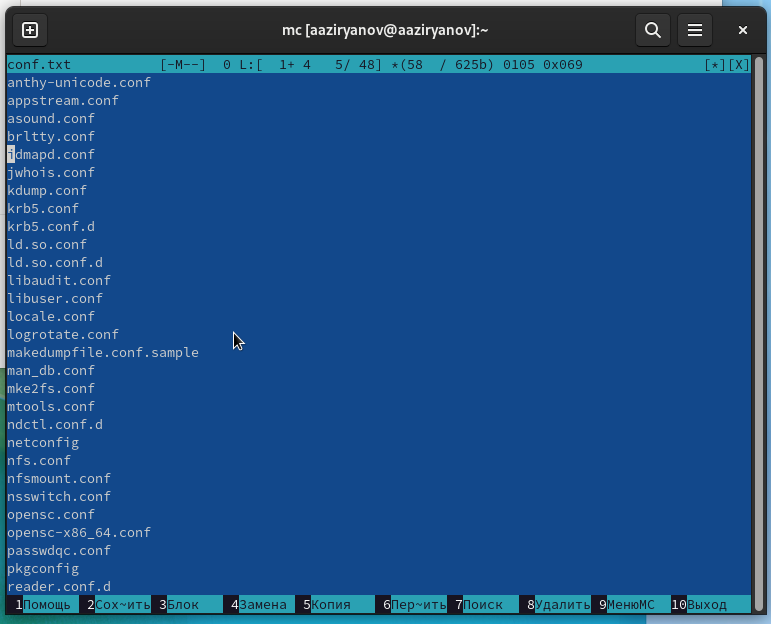 mc [aaziryanov@aaziryanov]:~
conf.txt [-M--] 0 L:[ 1+ 4 5/ 48] *(58 / 625b) 0105 0x069 [*][X]
anthy-unicode.conf
appstream.conf
asound.conf
brltty.conf
idmapd.conf
jwhois.conf
kdump.conf
krb5.conf
krb5.conf.d
ld.so.conf
ld.so.conf.d
libaudit.conf
libuser.conf
locale.conf
logrotate.conf
makedumpfile.conf.sample
man_db.conf
mke2fs.conf
mtools.conf
ndctl.conf.d
netconfig
nfs.conf
nfsmount.conf
nsswitch.conf
opensc.conf
opensc-x86_64.conf
passwdqc.conf
pkgconfig
reader.conf.d
1Помощь 2Сох~ить 3Блок 4Замена 5Копия 6Пер~ить 7Поиск 8Удалить 9МенюMC 10Выход